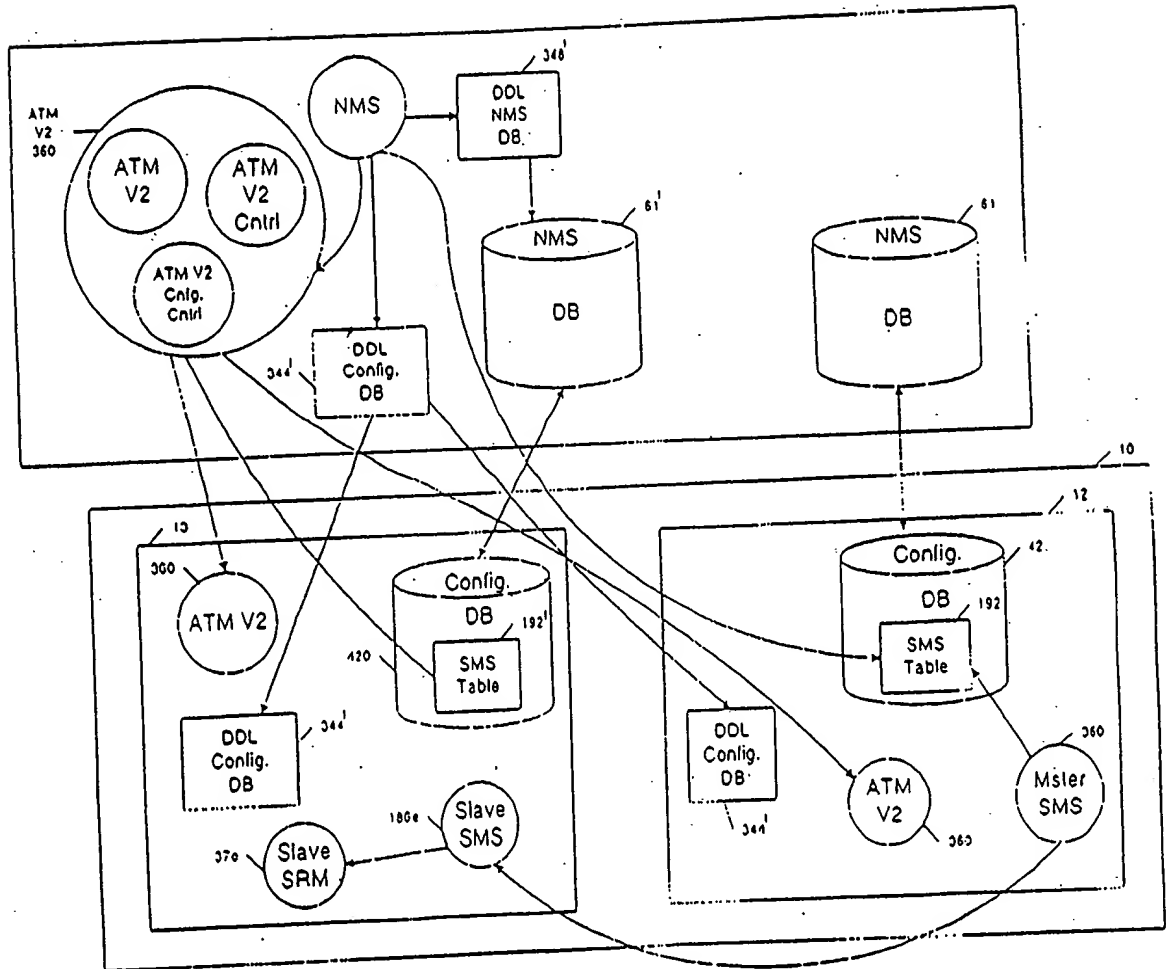 ATM
V2
360
ATM
V2
ATM
V2
Cntrl
ATM V2
Cnfg.
Cntrl
NMS
348'
DDL
NMS
DB
61'
NMS
DB
61
NMS
DB
344'
DDL
Config.
DB
10
13
360
ATM V2
Config.
DB
192'
SMS
Table
420
DDL
Config.
DB
344'
Slave
SMS
Slave
SRM
12
Config.
DB
42
192
SMS
Table
DDL
Config.
DB
344'
ATM
V2
360
360
Mster
SMS